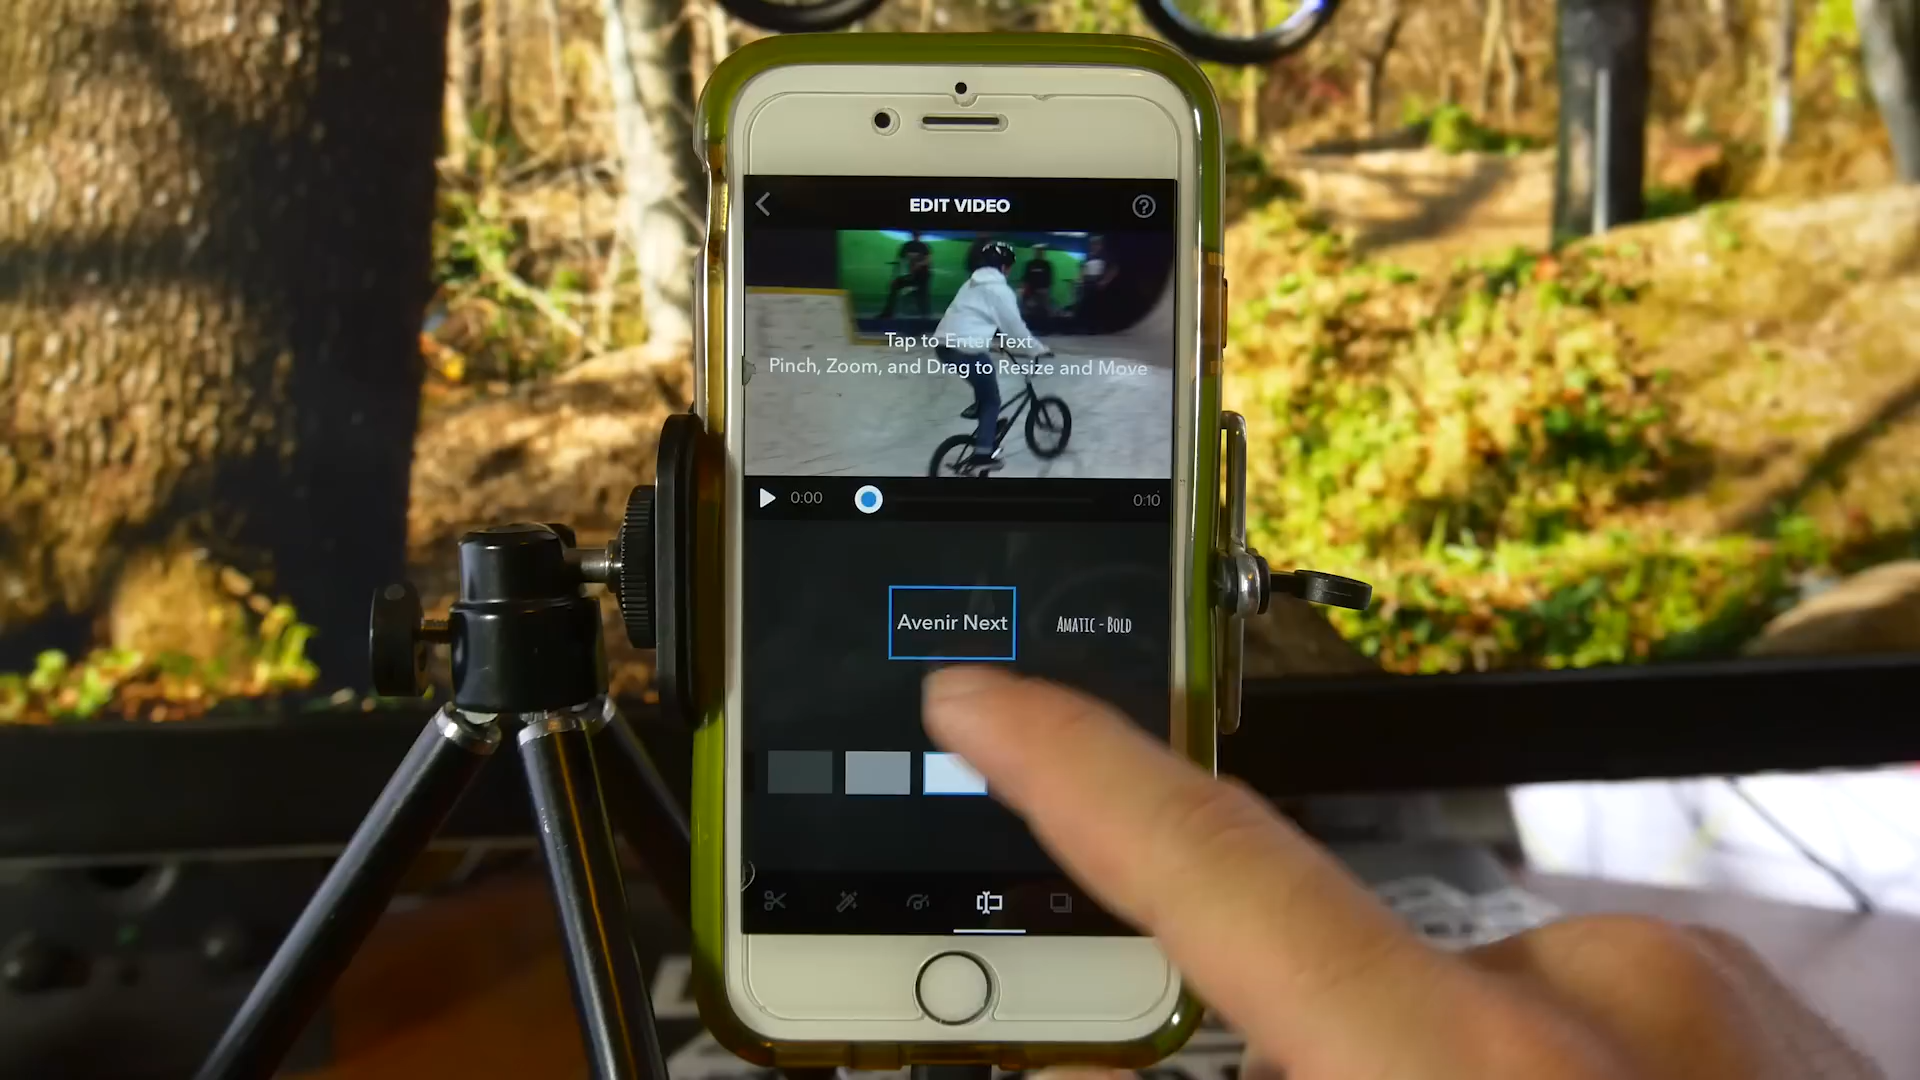 EDIT VIDEO
Tap to Enter Text
Pinch, Zoom, and Drag to Resize and Move
0:00
0:10
Avenir Next
AMATIC - BOLD